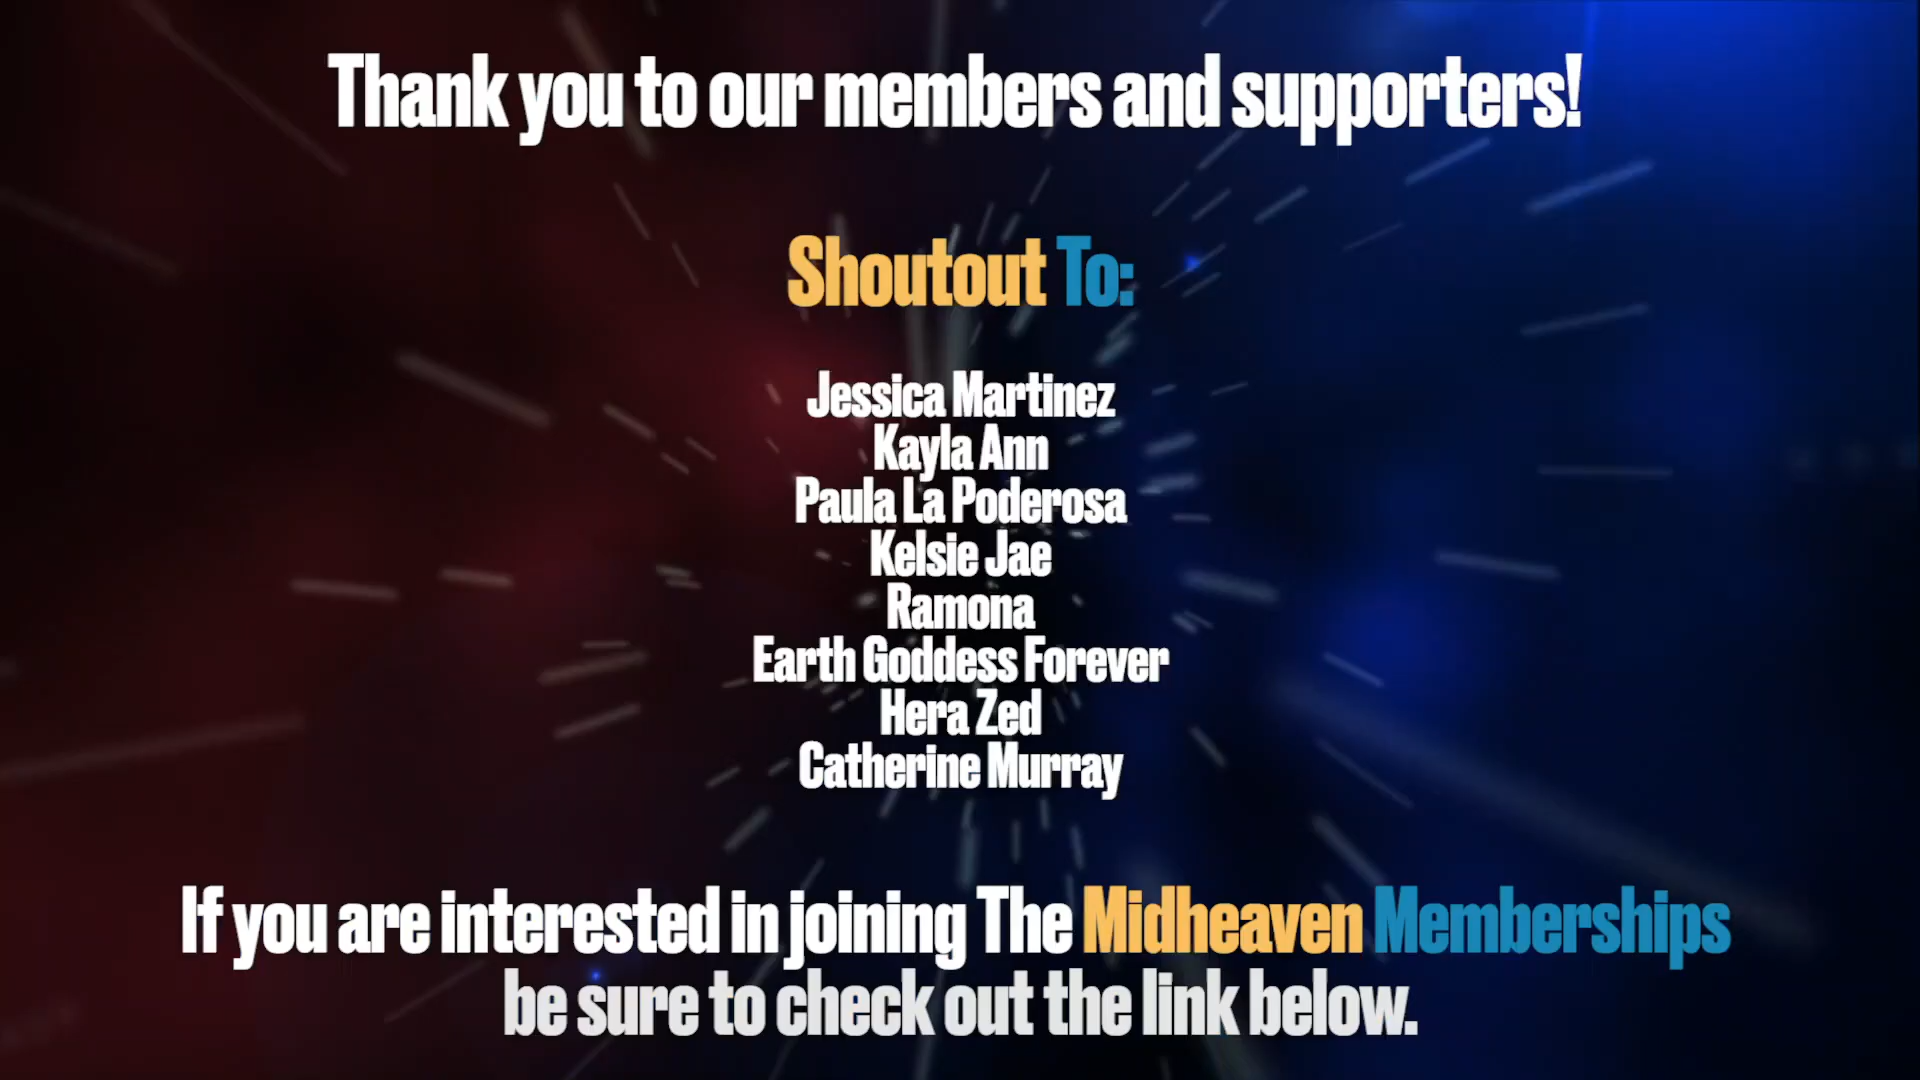 Thank you to our members and supporters!
Shoutout To:
Jessica Martinez
Kayla Ann
Paula La Poderosa
Kelsie Jae
Ramona
Earth Goddess Forever
Hera Zed
Catherine Murray
If you are interested in joining The Midheaven Memberships
be sure to check out the link below.